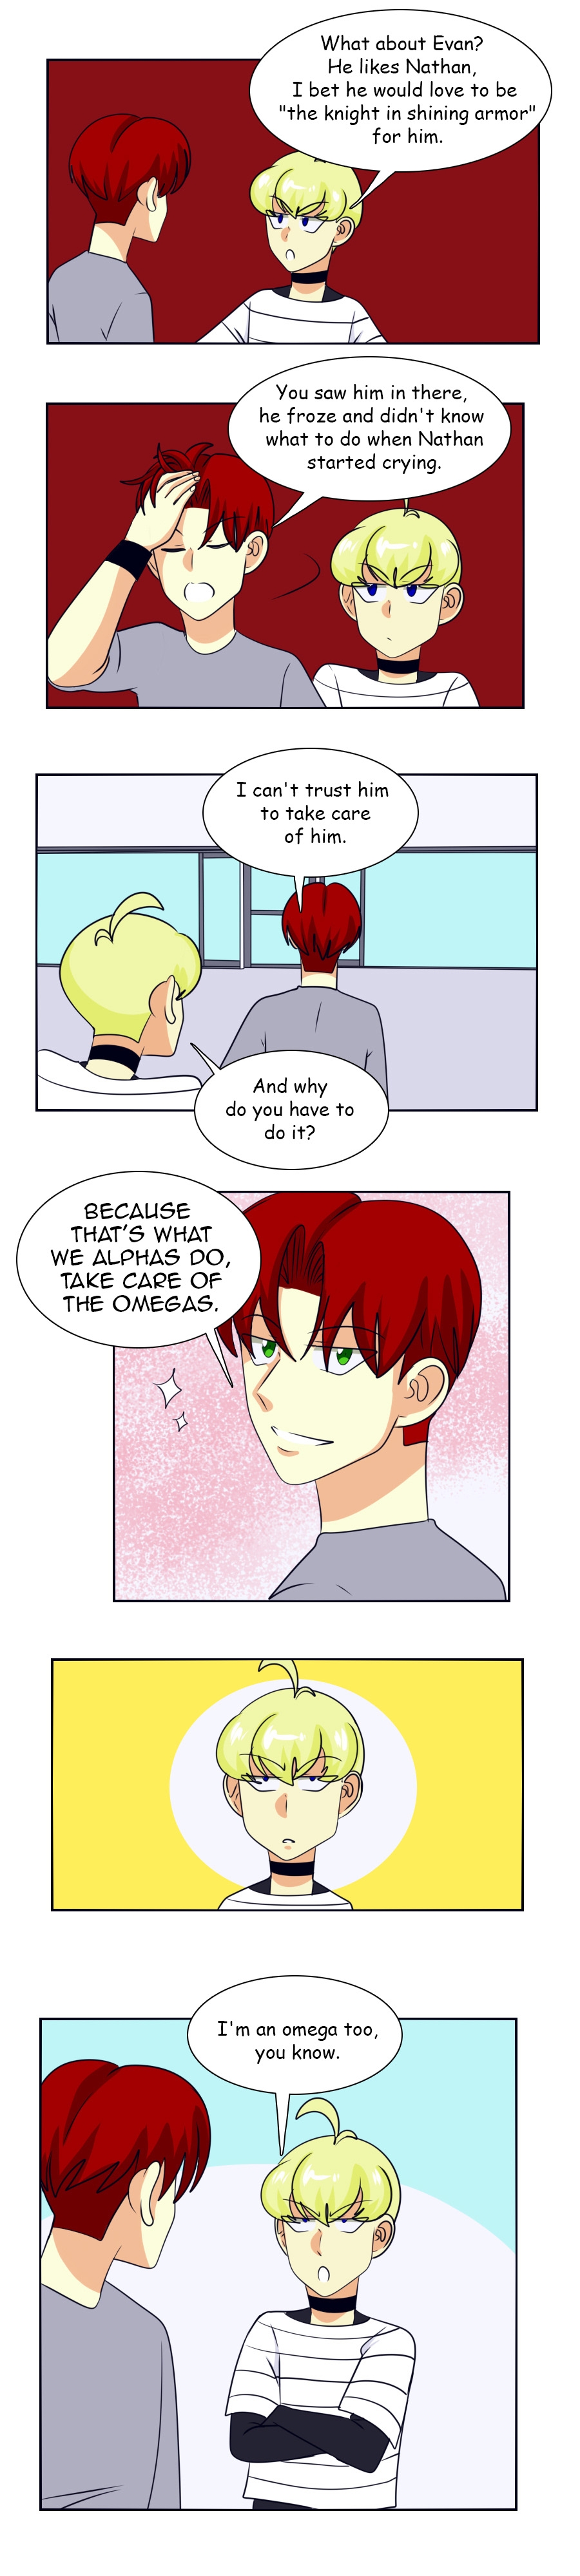 What about Evan?
He likes Nathan,
I bet he would love to be
"the knight in shining armor"
for him.
You saw him in there,
he froze and didn't know
what to do when Nathan
started crying.
I can't trust him
to take care
of him.
And why
do you have to
do it?
BECAUSE
THAT'S WHAT
WE ALPHAS DO,
TAKE CARE OF
THE OMEGAS.
I'm an omega too,
you know.